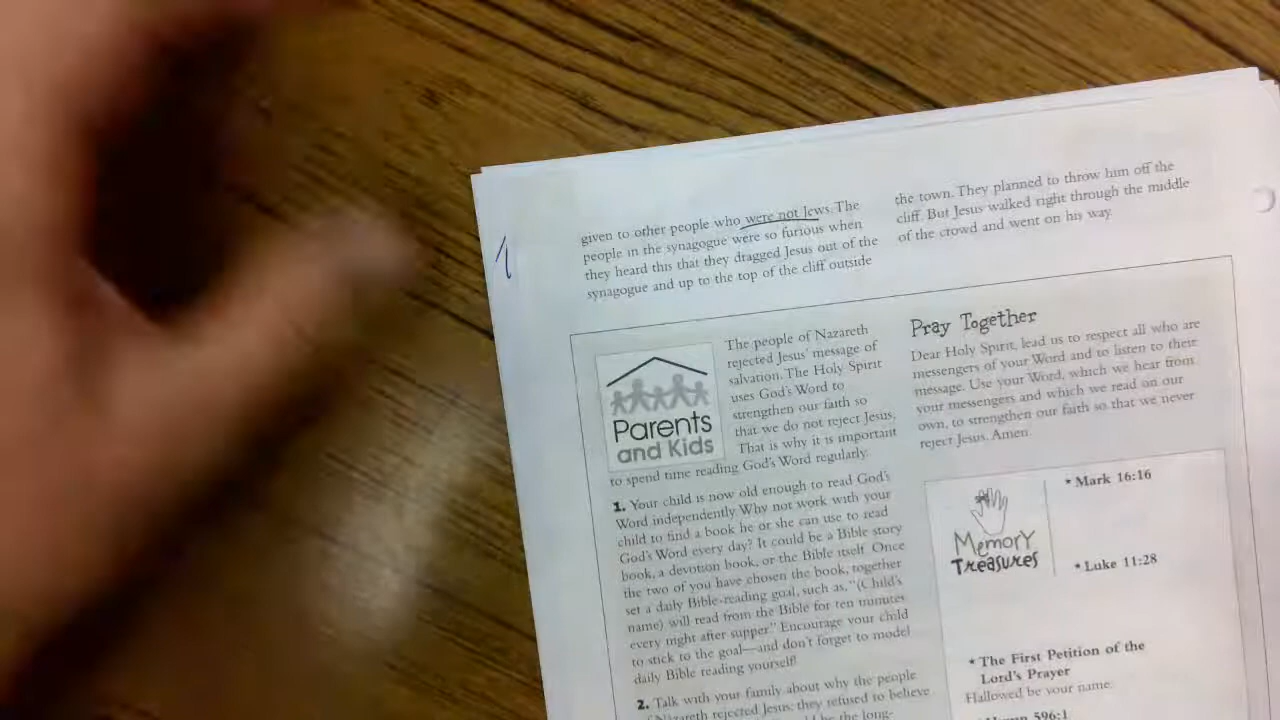 given to other people who were not Jews. The
people in the synagogue were so furious when
they heard this that they dragged Jesus out of the
synagogue and up to the top of the cliff outside
the town. They planned to throw him off the
cliff. But Jesus walked right through the middle
of the crowd and went on his way.
Parents
and Kids
The people of Nazareth
rejected Jesus' message of
salvation. The Holy Spirit
uses God's Word to
strengthen our faith so
that we do not reject Jesus.
That is why it is important
to spend time reading God's Word regularly.
1. Your child is now old enough to read God's
Word independently. Why not work with your
child to find a book he or she can use to read
God's Word every day? It could be a Bible story
book, a devotion book, or the Bible itself. Once
the two of you have chosen the book, together
set a daily Bible-reading goal, such as, "(Child's
name) will read from the Bible for ten minutes
every night after supper." Encourage your child
to stick to the goal—and don't forget to model
daily Bible reading yourself!
2. Talk with your family about why the people
of Nazareth rejected Jesus: they refused to believe
be the long-
Pray Together
Dear Holy Spirit, lead us to respect all who are
messengers of your Word and to listen to their
message. Use your Word, which we hear from
your messengers and which we read on our
own, to strengthen our faith so that we never
reject Jesus. Amen.
Memory
Treasures
* Mark 16:16
* Luke 11:28
* The First Petition of the
Lord's Prayer
Hallowed be your name.
596:1